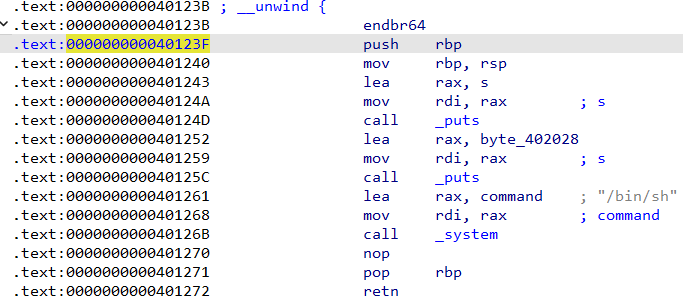 .text:000000000040123B ; __unwind {
.text:000000000040123B endbr64
.text:000000000040123F push rbp
.text:0000000000401240 mov rbp, rsp
.text:0000000000401243 lea rax, s
.text:000000000040124A mov rdi, rax ; s
.text:000000000040124D call _puts
.text:0000000000401252 lea rax, byte_402028
.text:0000000000401259 mov rdi, rax ; s
.text:000000000040125C call _puts
.text:0000000000401261 lea rax, command ; "/bin/sh"
.text:0000000000401268 mov rdi, rax ; command
.text:000000000040126B call _system
.text:0000000000401270 nop
.text:0000000000401271 pop rbp
.text:0000000000401272 retn